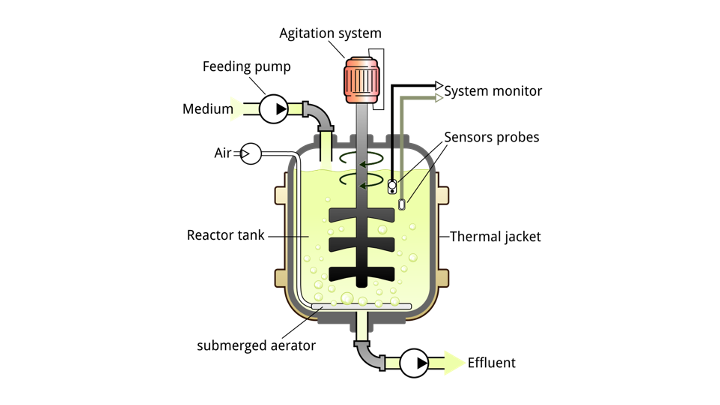 Agitation system
Feeding pump
Medium
System monitor
Sensors probes
Air
Reactor tank
Thermal jacket
submerged aerator
Effluent